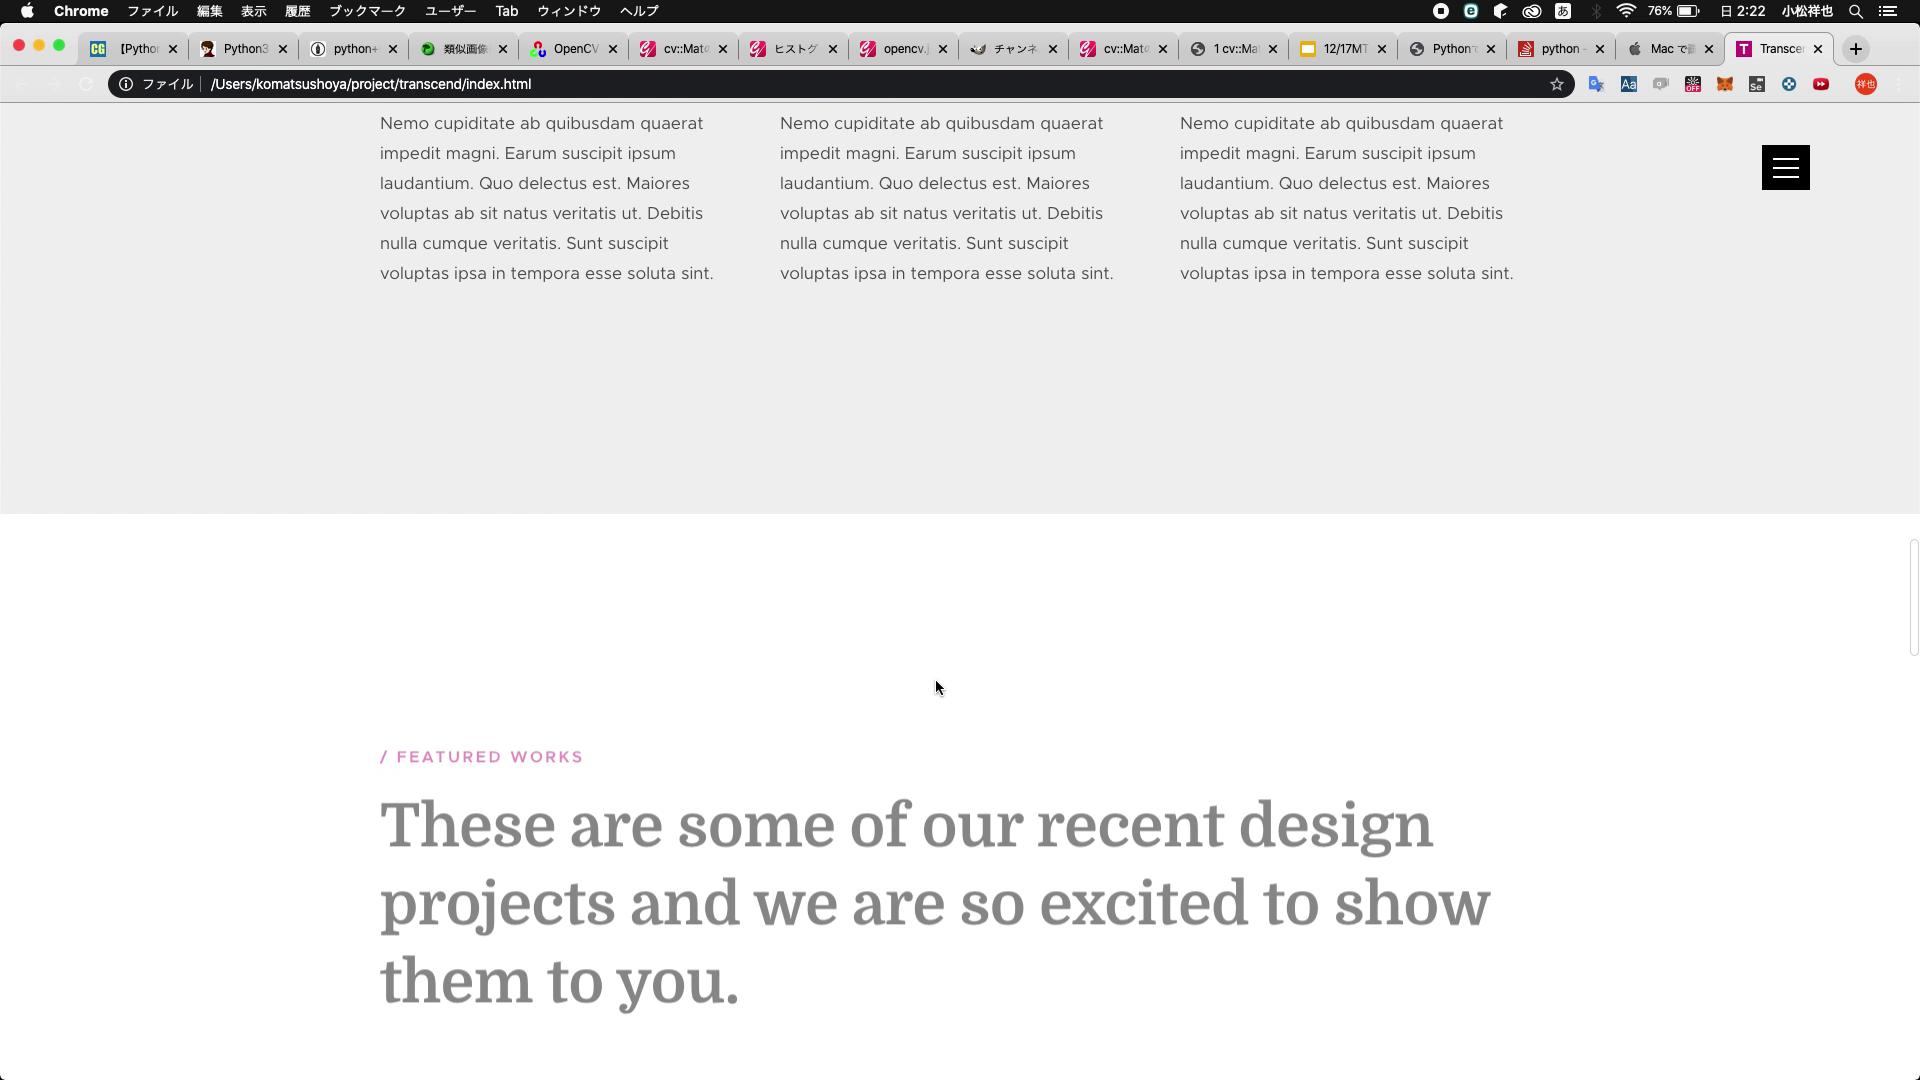 Chrome ファイル 編集 表示 履歴 ブックマーク ユーザー Tab ウィンドウ ヘルプ 76% 日 2:22 小松祥也
【Pytho Python3 python+ 類似画像 OpenCV cv::Mat ヒストグ opencv. チャンネ cv::Mat 1 cv::Ma 12/17MT Python python - Mac で Transce
ファイル /Users/komatsushoya/project/transcend/index.html 祥也
Nemo cupiditate ab quibusdam quaerat
impedit magni. Earum suscipit ipsum
laudantium. Quo delectus est. Maiores
voluptas ab sit natus veritatis ut. Debitis
nulla cumque veritatis. Sunt suscipit
voluptas ipsa in tempora esse soluta sint.
Nemo cupiditate ab quibusdam quaerat
impedit magni. Earum suscipit ipsum
laudantium. Quo delectus est. Maiores
voluptas ab sit natus veritatis ut. Debitis
nulla cumque veritatis. Sunt suscipit
voluptas ipsa in tempora esse soluta sint.
Nemo cupiditate ab quibusdam quaerat
impedit magni. Earum suscipit ipsum
laudantium. Quo delectus est. Maiores
voluptas ab sit natus veritatis ut. Debitis
nulla cumque veritatis. Sunt suscipit
voluptas ipsa in tempora esse soluta sint.
/ FEATURED WORKS
These are some of our recent design
projects and we are so excited to show
them to you.